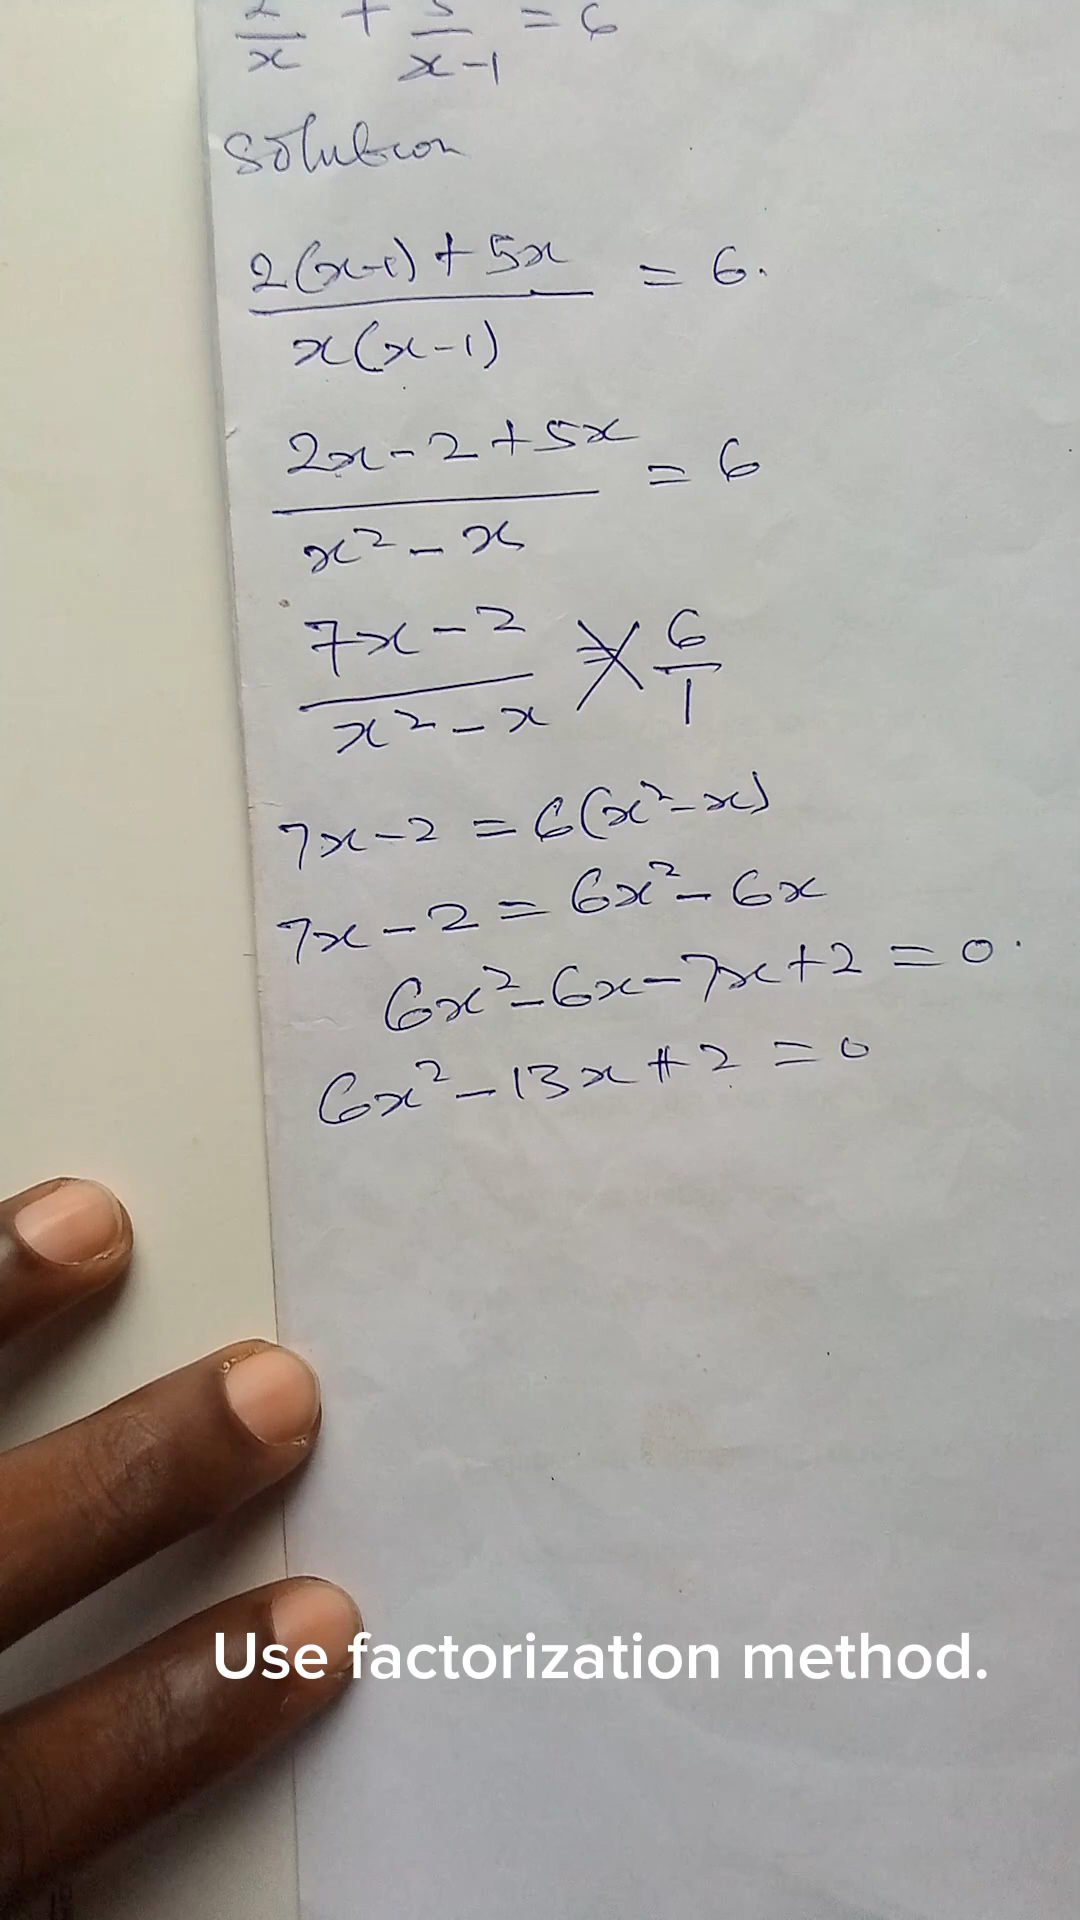 2/x + 5/x-1 = 6
Solution
2(x-1) + 5x / x(x-1) = 6.
2x - 2 + 5x / x² - x = 6
7x - 2 / x² - x = 6/1
7x - 2 = 6(x² - x)
7x - 2 = 6x² - 6x
6x² - 6x - 7x + 2 = 0.
6x² - 13x + 2 = 0
Use factorization method.